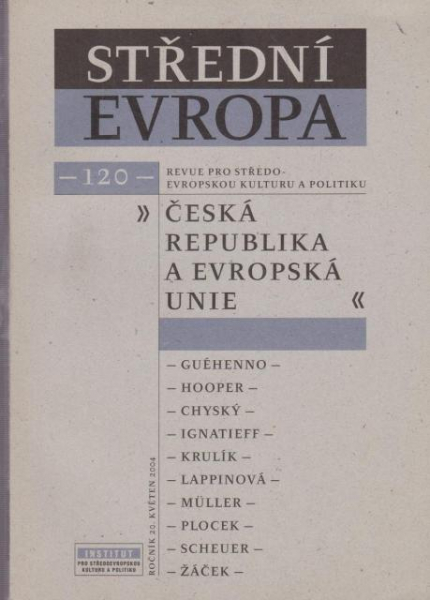 STŘEDNÍ
EVROPA
— 120 —
REVUE PRO STŘEDO-
EVROPSKOU KULTURU A POLITIKU
» ČESKÁ
REPUBLIKA
A EVROPSKÁ
UNIE «
— GUÉHENNO —
— HOOPER —
— CHYSKÝ —
— IGNATIEFF —
— KRULÍK —
— LAPPINOVÁ —
— MÜLLER —
— PLOCEK —
— SCHEUER —
— ŽÁČEK —
ROČNÍK 20. KVĚTEN 2004
INSTITUT
PRO STŘEDOEVROPSKOU
KULTURU A POLITIKU